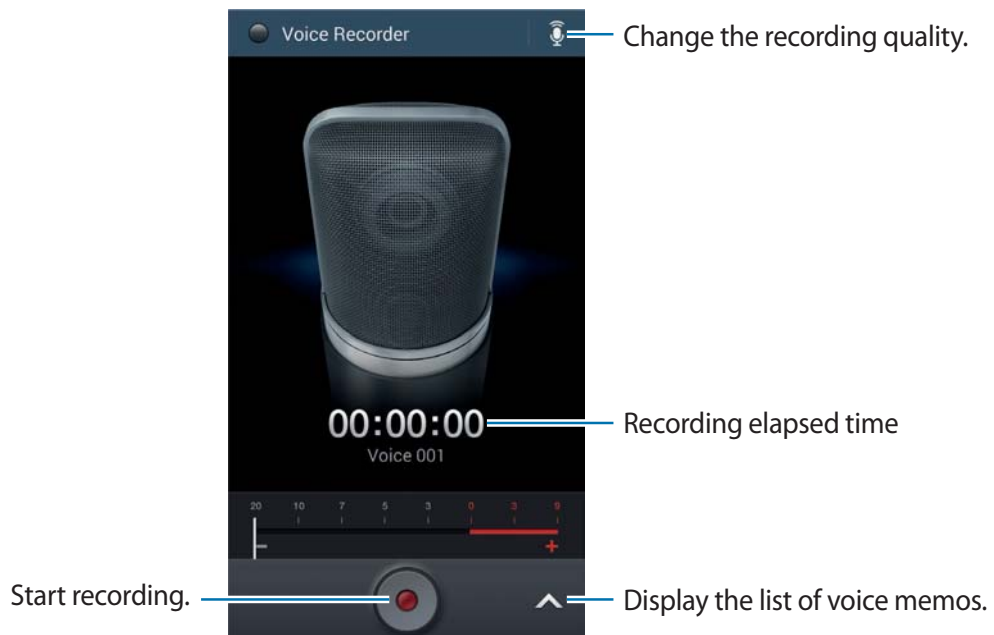 Voice Recorder
Change the recording quality.
00:00:00
Recording elapsed time
Voice 001
20 10 7 5 3 0 3 9
- +
Start recording.
Display the list of voice memos.